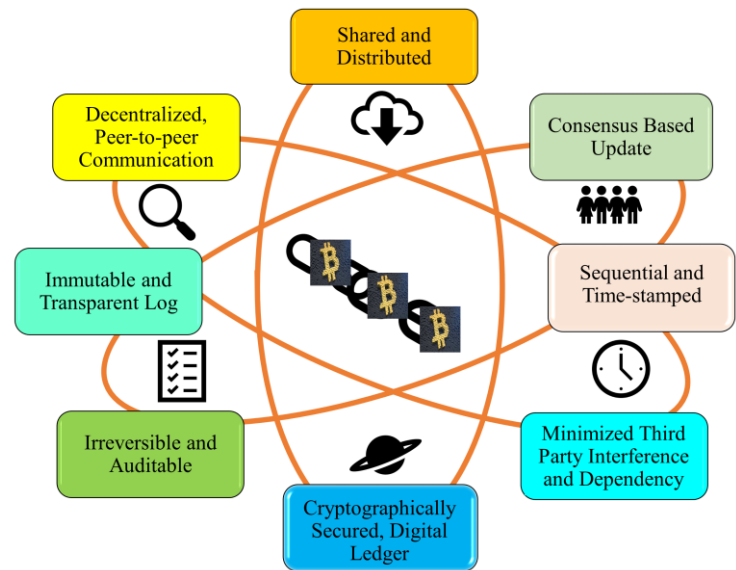 Shared and
Distributed
Decentralized,
Peer-to-peer
Communication
Consensus Based
Update
Immutable and
Transparent Log
Sequential and
Time-stamped
Irreversible and
Auditable
Minimized Third
Party Interference
and Dependency
Cryptographically
Secured, Digital
Ledger